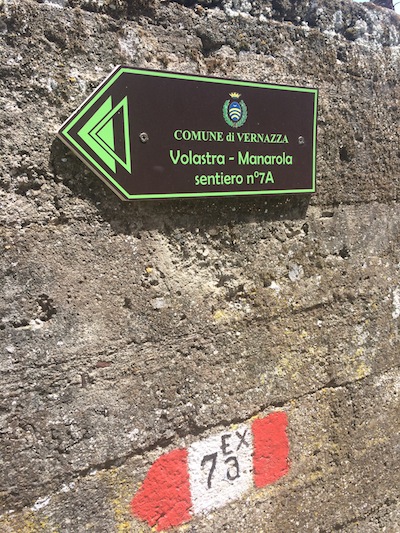 COMUNE di VERNAZZA
Volastra - Manarola
sentiero n°7A
EX
7a